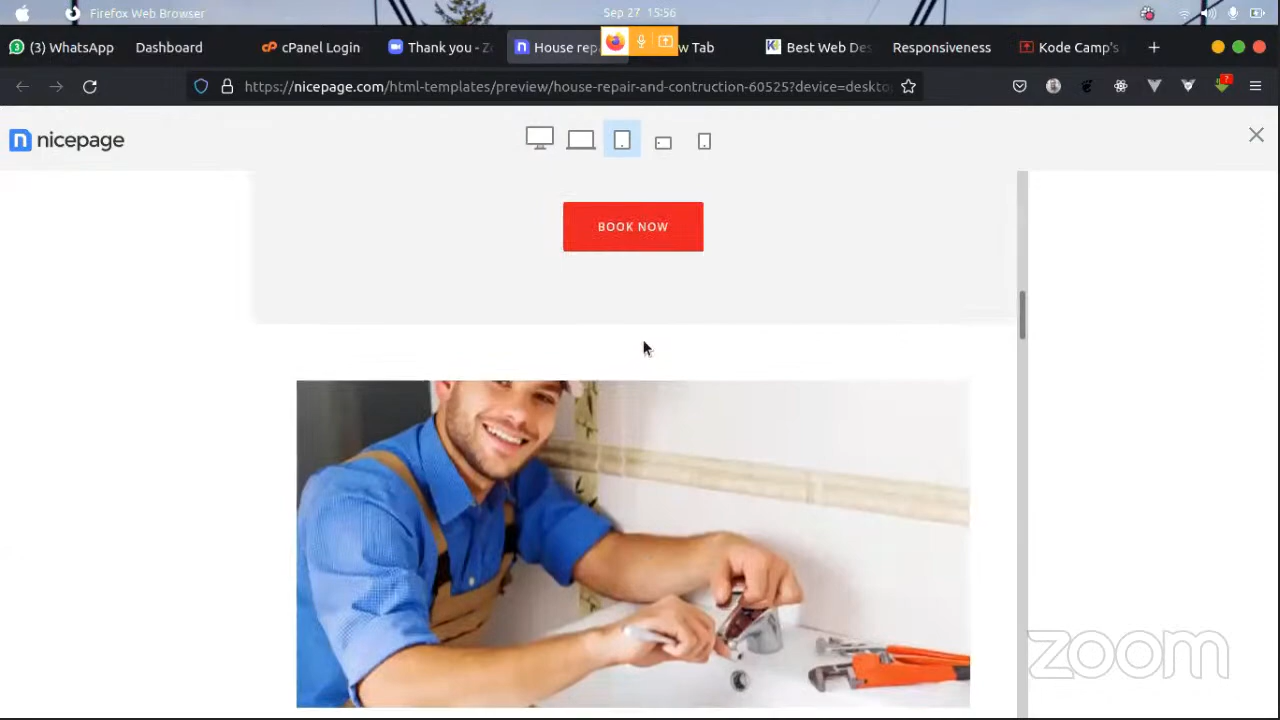 Firefox Web Browser
Sep 27 15:56
(3) WhatsApp
Dashboard
cPanel Login
Thank you - Zo
House rep
w Tab
Best Web Des
Responsiveness
Kode Camp's
https://nicepage.com/html-templates/preview/house-repair-and-contruction-60525?device=deskto
nicepage
BOOK NOW
zoom